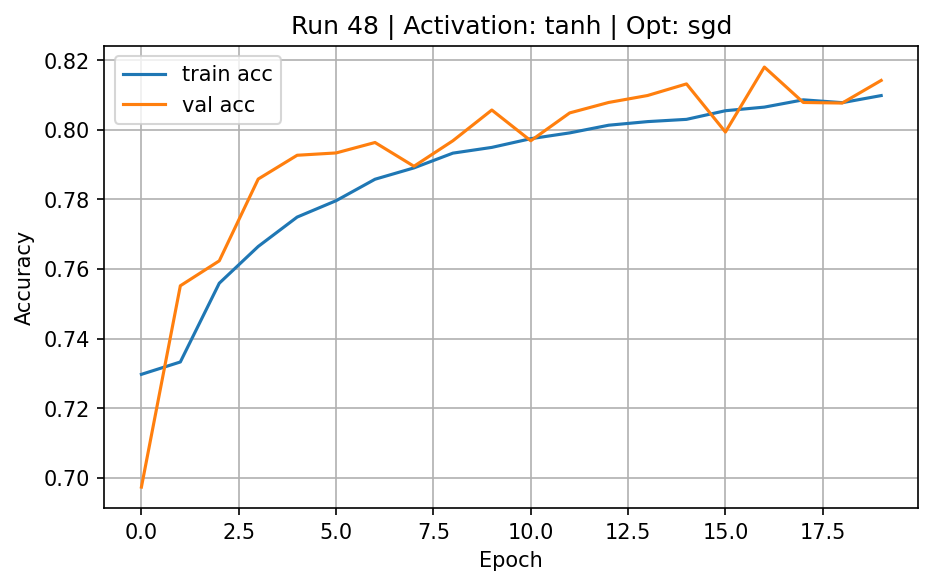 Run 48 | Activation: tanh | Opt: sgd
train acc
val acc
0.82
0.80
0.78
0.76
0.74
0.72
0.70
Accuracy
0.0 2.5 5.0 7.5 10.0 12.5 15.0 17.5
Epoch